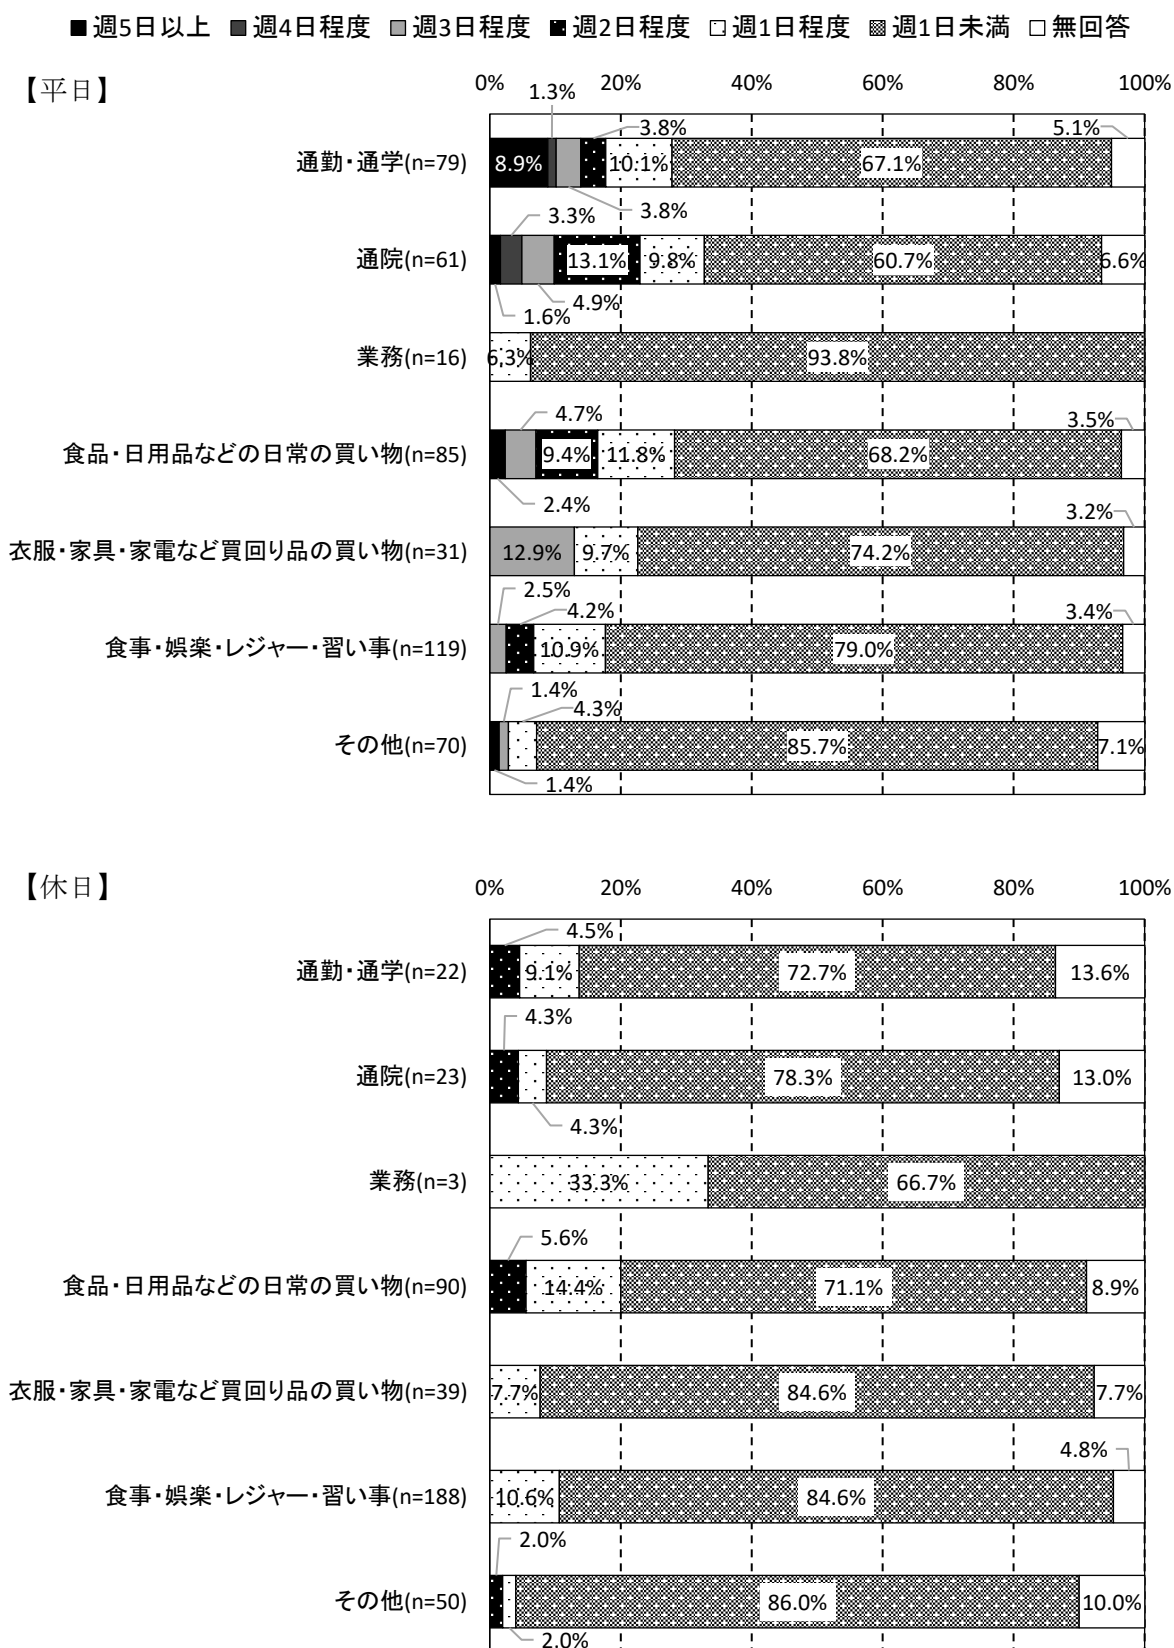 ■週5日以上 ■週4日程度 □週3日程度 ■週2日程度 □週1日程度 ▨週1日未満 □無回答
【平日】
0% 20% 40% 60% 80% 100%
1.3%
3.8% 5.1%
通勤・通学(n=79) 8.9% 10.1% 67.1%
3.8%
3.3%
通院(n=61) 13.1% 9.8% 60.7% 6.6%
4.9%
1.6%
業務(n=16) 6.3% 93.8%
4.7% 3.5%
食品・日用品などの日常の買い物(n=85) 9.4% 11.8% 68.2%
2.4%
3.2%
衣服・家具・家電など買回り品の買い物(n=31) 12.9% 9.7% 74.2%
2.5%
4.2% 3.4%
食事・娯楽・レジャー・習い事(n=119) 10.9% 79.0%
1.4%
4.3%
その他(n=70) 85.7% 7.1%
1.4%
【休日】
0% 20% 40% 60% 80% 100%
4.5%
通勤・通学(n=22) 9.1% 72.7% 13.6%
4.3%
通院(n=23) 78.3% 13.0%
4.3%
業務(n=3) 33.3% 66.7%
5.6%
食品・日用品などの日常の買い物(n=90) 14.4% 71.1% 8.9%
衣服・家具・家電など買回り品の買い物(n=39) 7.7% 84.6% 7.7%
4.8%
食事・娯楽・レジャー・習い事(n=188) 10.6% 84.6%
2.0%
その他(n=50) 86.0% 10.0%
2.0%